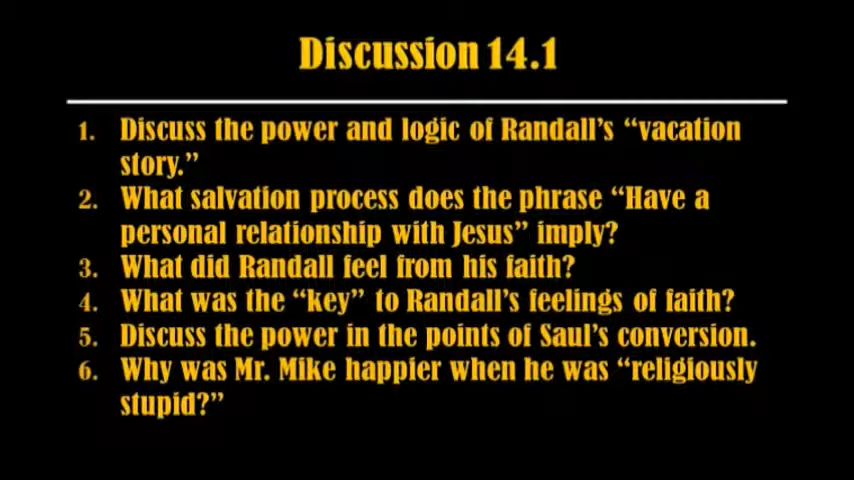 Discussion 14.1
1. Discuss the power and logic of Randall’s “vacation
story.”
2. What salvation process does the phrase “Have a
personal relationship with Jesus” imply?
3. What did Randall feel from his faith?
4. What was the “key” to Randall’s feelings of faith?
5. Discuss the power in the points of Saul’s conversion.
6. Why was Mr. Mike happier when he was “religiously
stupid?”